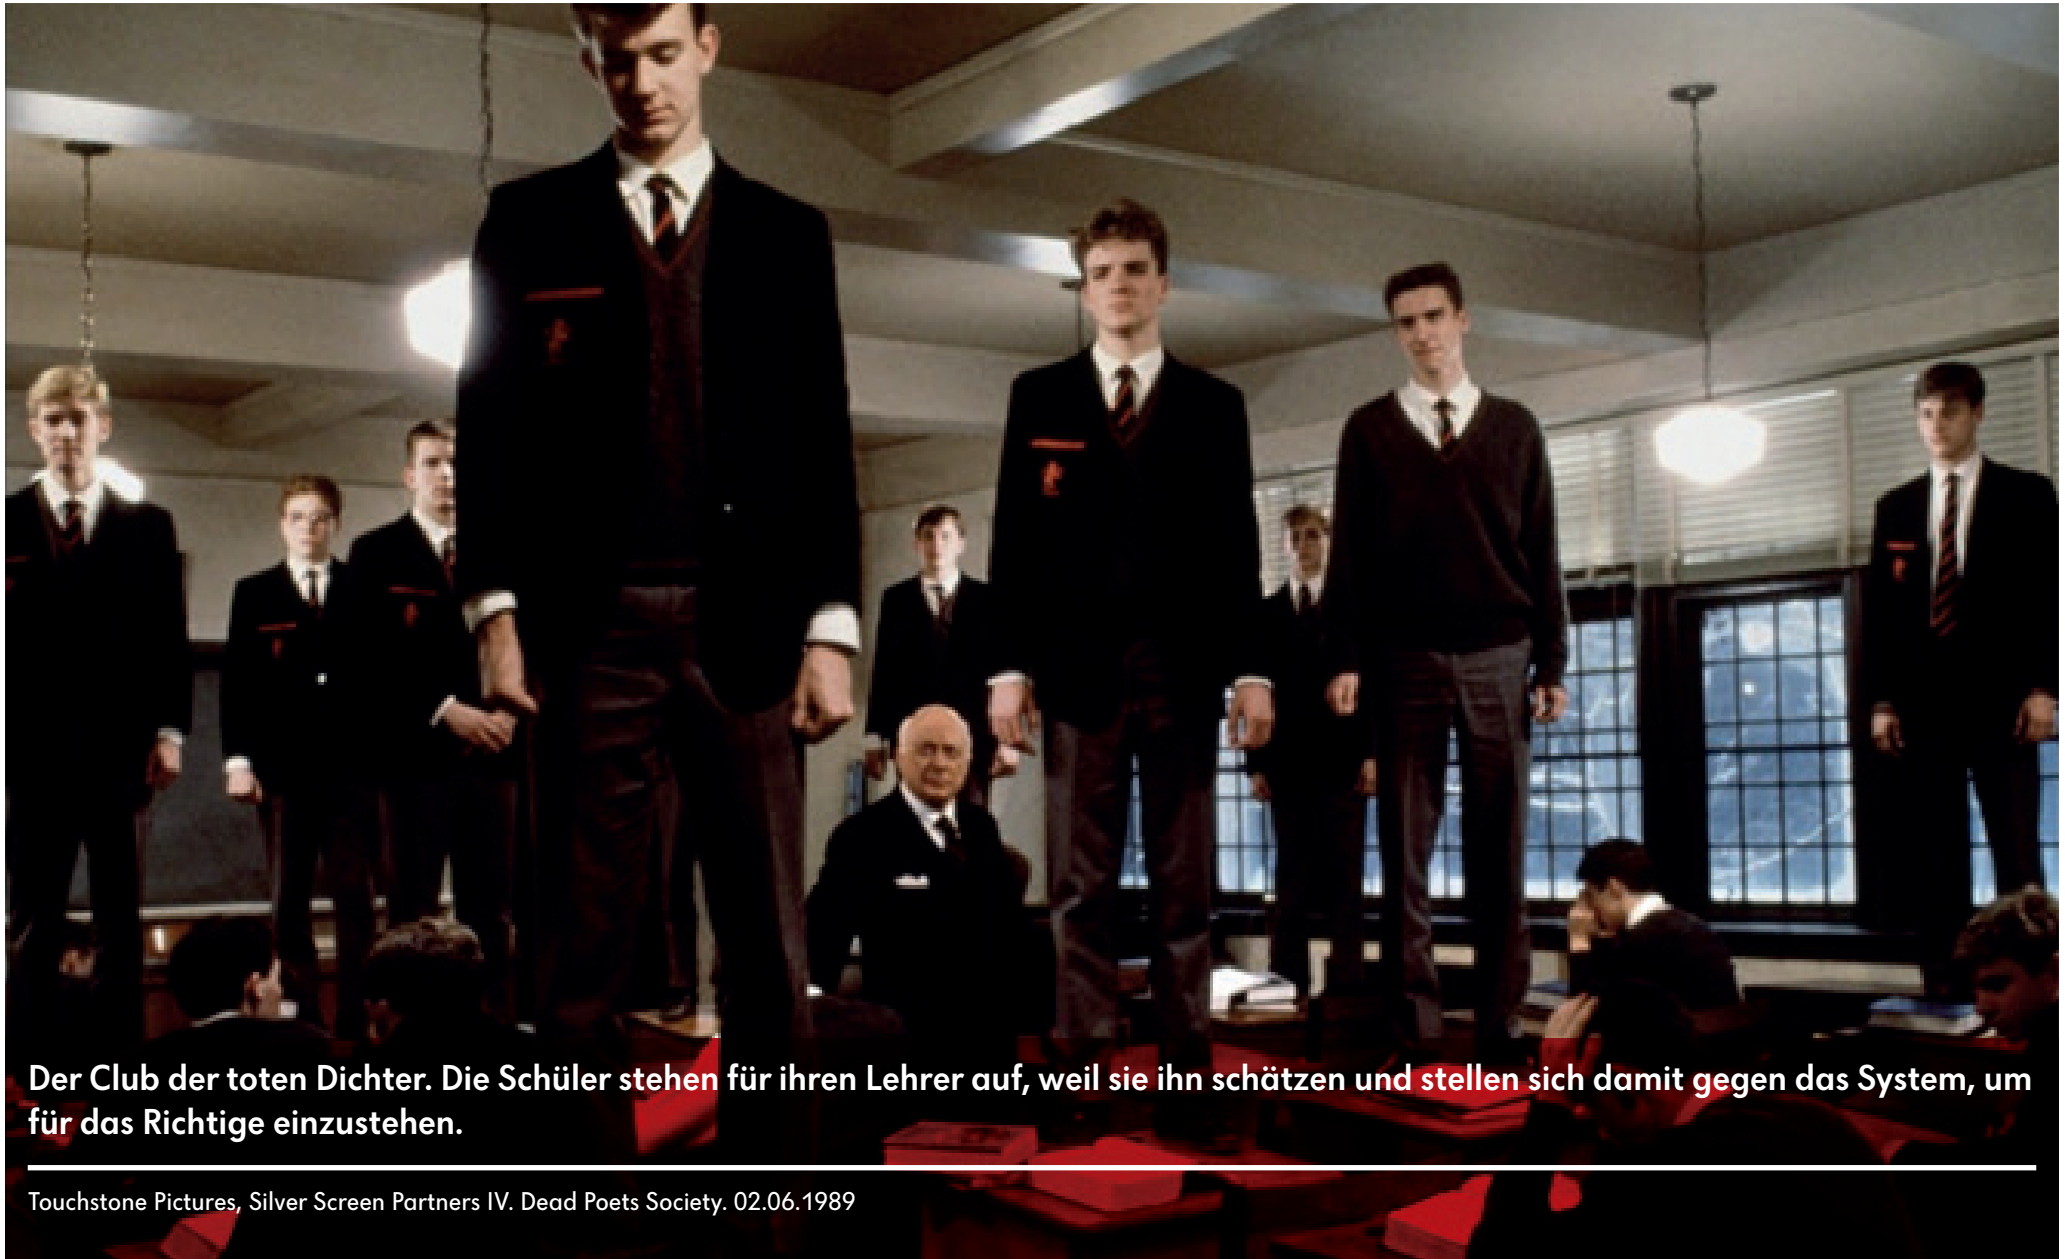 Der Club der toten Dichter. Die Schüler stehen für ihren Lehrer auf, weil sie ihn schätzen und stellen sich damit gegen das System, um
für das Richtige einzustehen.
Touchstone Pictures, Silver Screen Partners IV. Dead Poets Society. 02.06.1989